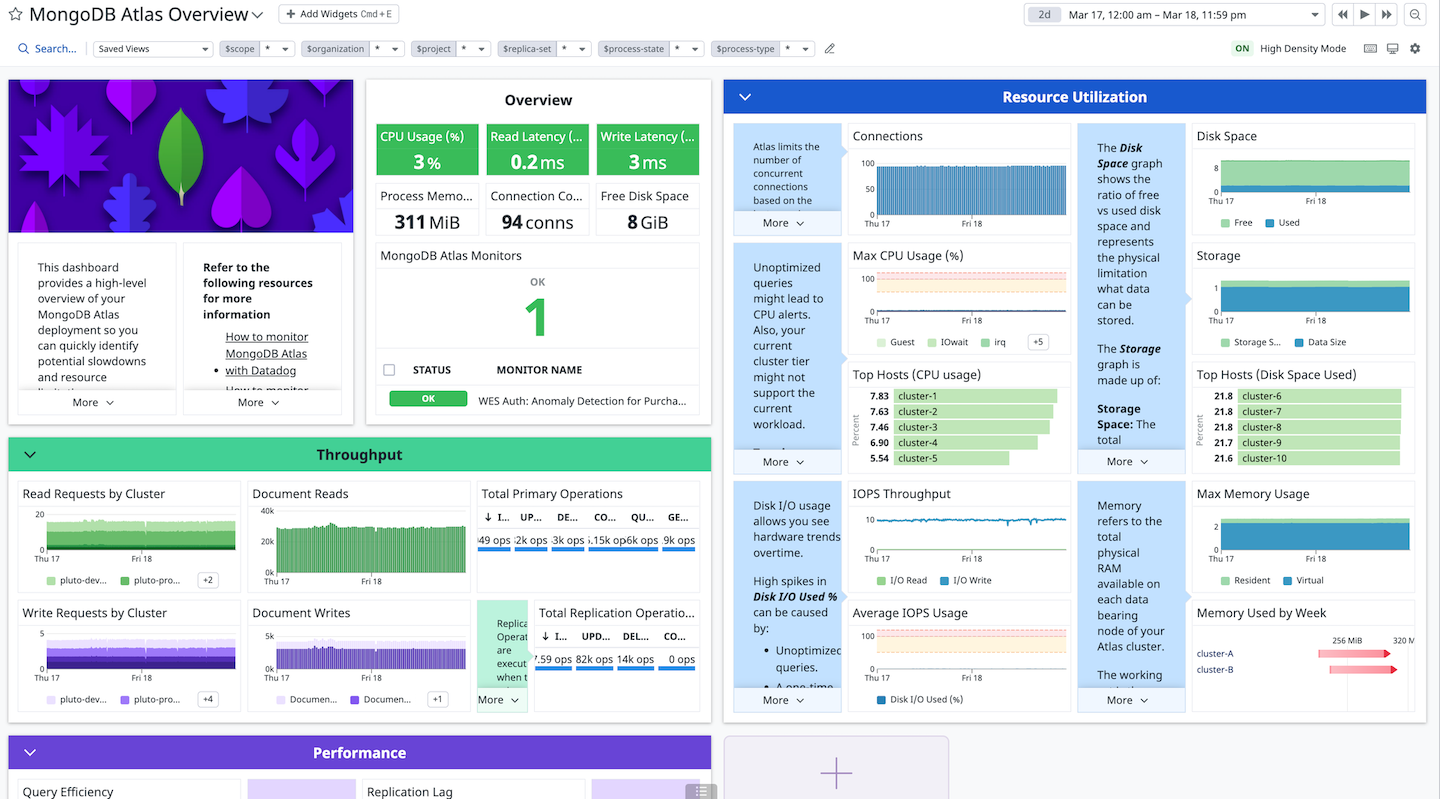 MongoDB Atlas Overview
+ Add Widgets Cmd+E
2d Mar 17, 12:00 am – Mar 18, 11:59 pm
Search...
Saved Views
$scope *
$organization *
$project *
$replica-set *
$process-state *
$process-type *
ON High Density Mode
This dashboard
provides a high-level
overview of your
MongoDB Atlas
deployment so you
can quickly identify
potential slowdowns
and resource
More
Refer to the
following resources
for more
information
How to monitor
MongoDB Atlas
• with Datadog
How to monitor
More
Overview
CPU Usage (%)
3 %
Read Latency (...
0.2 ms
Write Latency (...
3 ms
Process Memo...
311 MiB
Connection Co...
94 conns
Free Disk Space
8 GiB
MongoDB Atlas Monitors
OK
1
STATUS MONITOR NAME
OK WES Auth: Anomaly Detection for Purcha...
Throughput
Read Requests by Cluster
20
0
Thu 17 Fri 18
pluto-dev... pluto-pro... +2
Document Reads
40k
20k
0k
Thu 17 Fri 18
Total Primary Operations
↓ I... UP... DE... CO... QU... GE...
49 ops 2k ops 3k ops .15k op 6k ops .9k ops
Write Requests by Cluster
5
0
Thu 17 Fri 18
pluto-dev... pluto-pro... +4
Document Writes
5k
0k
Thu 17 Fri 18
Documen... Documen... +1
Replica
Operat
are
execut
when t
More
Total Replication Operatio...
↓ I... UPD... DEL... CO...
7.59 ops 82k ops 14k ops 0 ops
Performance
Query Efficiency
Replication Lag
Resource Utilization
Atlas limits the
number of
concurrent
connections
based on the
More
Connections
100
50
0
Thu 17 Fri 18
The Disk
Space graph
shows the
ratio of free
vs used disk
space and
represents
the physical
limitation
what data
can be
stored.
The Storage
graph is
made up of:
Storage
Space: The
total
More
Disk Space
8
0
Thu 17 Fri 18
Free Used
Unoptimized
queries
might lead to
CPU alerts.
Also, your
current
cluster tier
might not
support the
current
workload.
More
Max CPU Usage (%)
100
0
Thu 17 Fri 18
Guest IOwait irq +5
Storage
1
0
Thu 17 Fri 18
Storage S... Data Size
Top Hosts (CPU usage)
Percent
7.83 cluster-1
7.63 cluster-2
7.46 cluster-3
6.90 cluster-4
5.54 cluster-5
Top Hosts (Disk Space Used)
Percent
21.8 cluster-6
21.8 cluster-7
21.8 cluster-8
21.7 cluster-9
21.6 cluster-10
Disk I/O usage
allows you see
hardware trends
overtime.
High spikes in
Disk I/O Used %
can be caused
by:
• Unoptimized
queries.
• A one-time
More
IOPS Throughput
10
0
Thu 17 Fri 18
I/O Read I/O Write
Memory
refers to the
total
physical
RAM
available on
each data
bearing
node of your
Atlas cluster.
The working
More
Max Memory Usage
2
0
Thu 17 Fri 18
Resident Virtual
Average IOPS Usage
100
0
Thu 17 Fri 18
Disk I/O Used (%)
Memory Used by Week
256 MiB 320 M
cluster-A
cluster-B